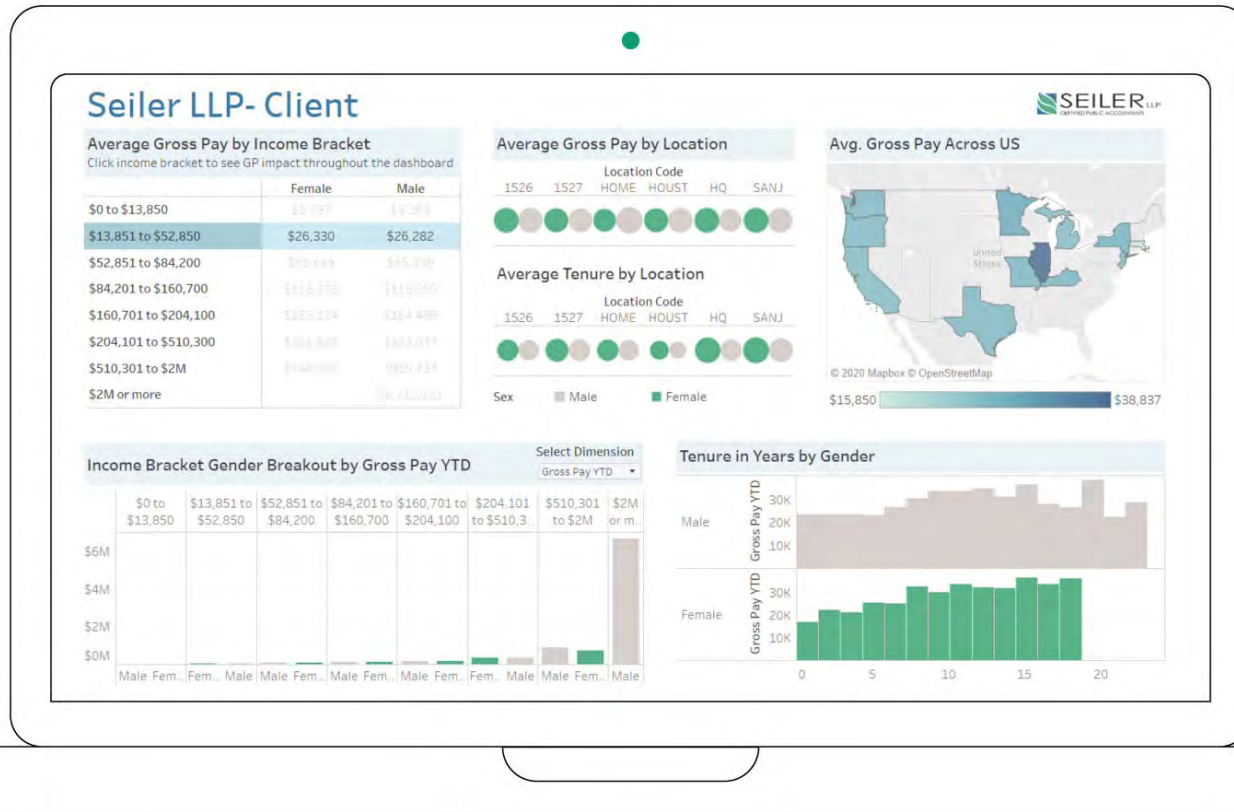 Seiler LLP- Client
SEILER LLP
CERTIFIED PUBLIC ACCOUNTANTS
Average Gross Pay by Income Bracket
Click income bracket to see GP impact throughout the dashboard
Female Male
$0 to $13,850
$13,851 to $52,850 $26,330 $26,282
$52,851 to $84,200
$84,201 to $160,700
$160,701 to $204,100
$204,101 to $510,300
$510,301 to $2M
$2M or more
Average Gross Pay by Location
Location Code
1526 1527 HOME HOUST HQ SANJ
Average Tenure by Location
Location Code
1526 1527 HOME HOUST HQ SANJ
Sex Male Female
Avg. Gross Pay Across US
United
States
© 2020 Mapbox © OpenStreetMap
$15,850 $38,837
Income Bracket Gender Breakout by Gross Pay YTD
Select Dimension
Gross Pay YTD
$0 to $13,851 to $52,851 to $84,201 to $160,701 to $204,101 $510,301 $2M
$13,850 $52,850 $84,200 $160,700 $204,100 to $510,3.. to $2M or m..
$6M
$4M
$2M
$0M
Male Fem.. Fem.. Male Male Fem.. Male Fem.. Male Fem.. Fem.. Male Male Fem.. Male
Tenure in Years by Gender
Male
Gross Pay YTD
30K
20K
10K
Female
Gross Pay YTD
30K
20K
10K
0 5 10 15 20